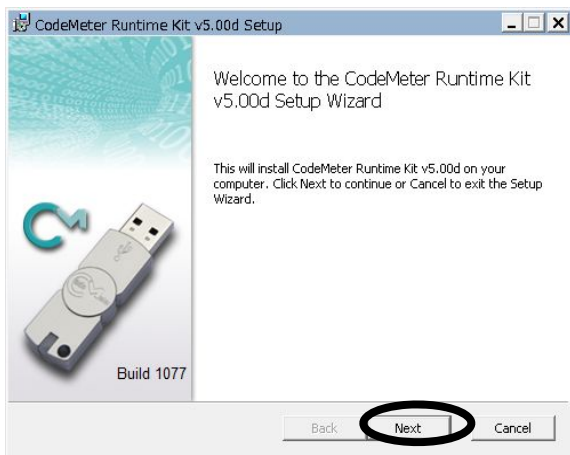 CodeMeter Runtime Kit v5.00d Setup
Welcome to the CodeMeter Runtime Kit
v5.00d Setup Wizard
This will install CodeMeter Runtime Kit v5.00d on your
computer. Click Next to continue or Cancel to exit the Setup
Wizard.
Build 1077
Back Next Cancel